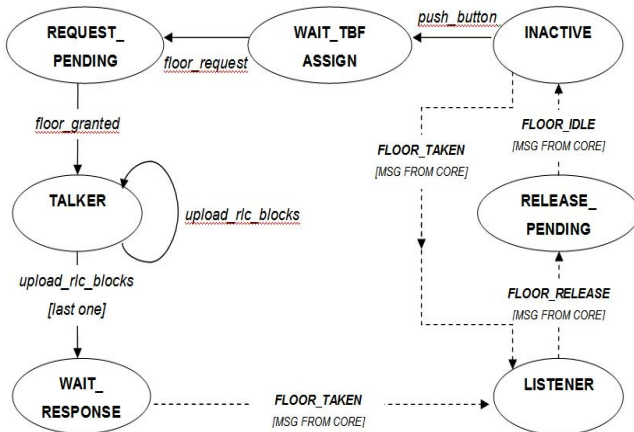 push_button
REQUEST_
PENDING
WAIT_TBF
ASSIGN
INACTIVE
floor_request
floor_granted
FLOOR_TAKEN
[MSG FROM CORE]
FLOOR_IDLE
[MSG FROM CORE]
TALKER
upload_rlc_blocks
RELEASE_
PENDING
upload_rlc_blocks
[last one]
FLOOR_RELEASE
[MSG FROM CORE]
WAIT_
RESPONSE
FLOOR_TAKEN
[MSG FROM CORE]
LISTENER